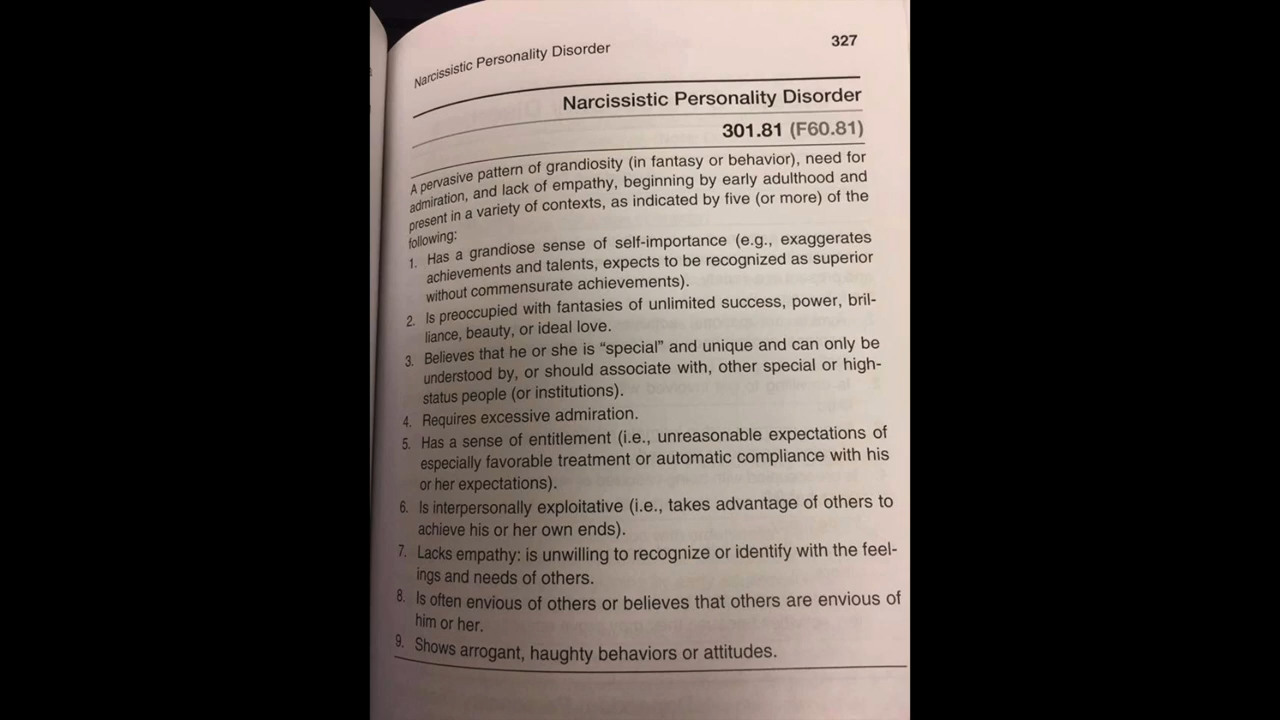 Narcissistic Personality Disorder
327
Narcissistic Personality Disorder
301.81 (F60.81)
A pervasive pattern of grandiosity (in fantasy or behavior), need for
admiration, and lack of empathy, beginning by early adulthood and
present in a variety of contexts, as indicated by five (or more) of the
following:
1. Has a grandiose sense of self-importance (e.g., exaggerates
achievements and talents, expects to be recognized as superior
without commensurate achievements).
2. Is preoccupied with fantasies of unlimited success, power, bril-
liance, beauty, or ideal love.
3. Believes that he or she is “special” and unique and can only be
understood by, or should associate with, other special or high-
status people (or institutions).
4. Requires excessive admiration.
5. Has a sense of entitlement (i.e., unreasonable expectations of
especially favorable treatment or automatic compliance with his
or her expectations).
6. Is interpersonally exploitative (i.e., takes advantage of others to
achieve his or her own ends).
7. Lacks empathy: is unwilling to recognize or identify with the feel-
ings and needs of others.
8. Is often envious of others or believes that others are envious of
him or her.
9. Shows arrogant, haughty behaviors or attitudes.